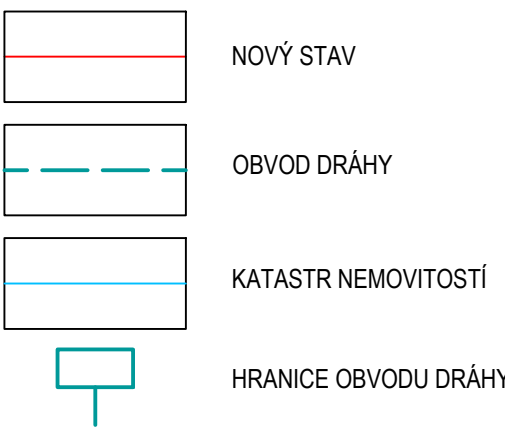 NOVÝ STAV
OBVOD DRÁHY
KATASTR NEMOVITOSTÍ
HRANICE OBVODU DRÁHY